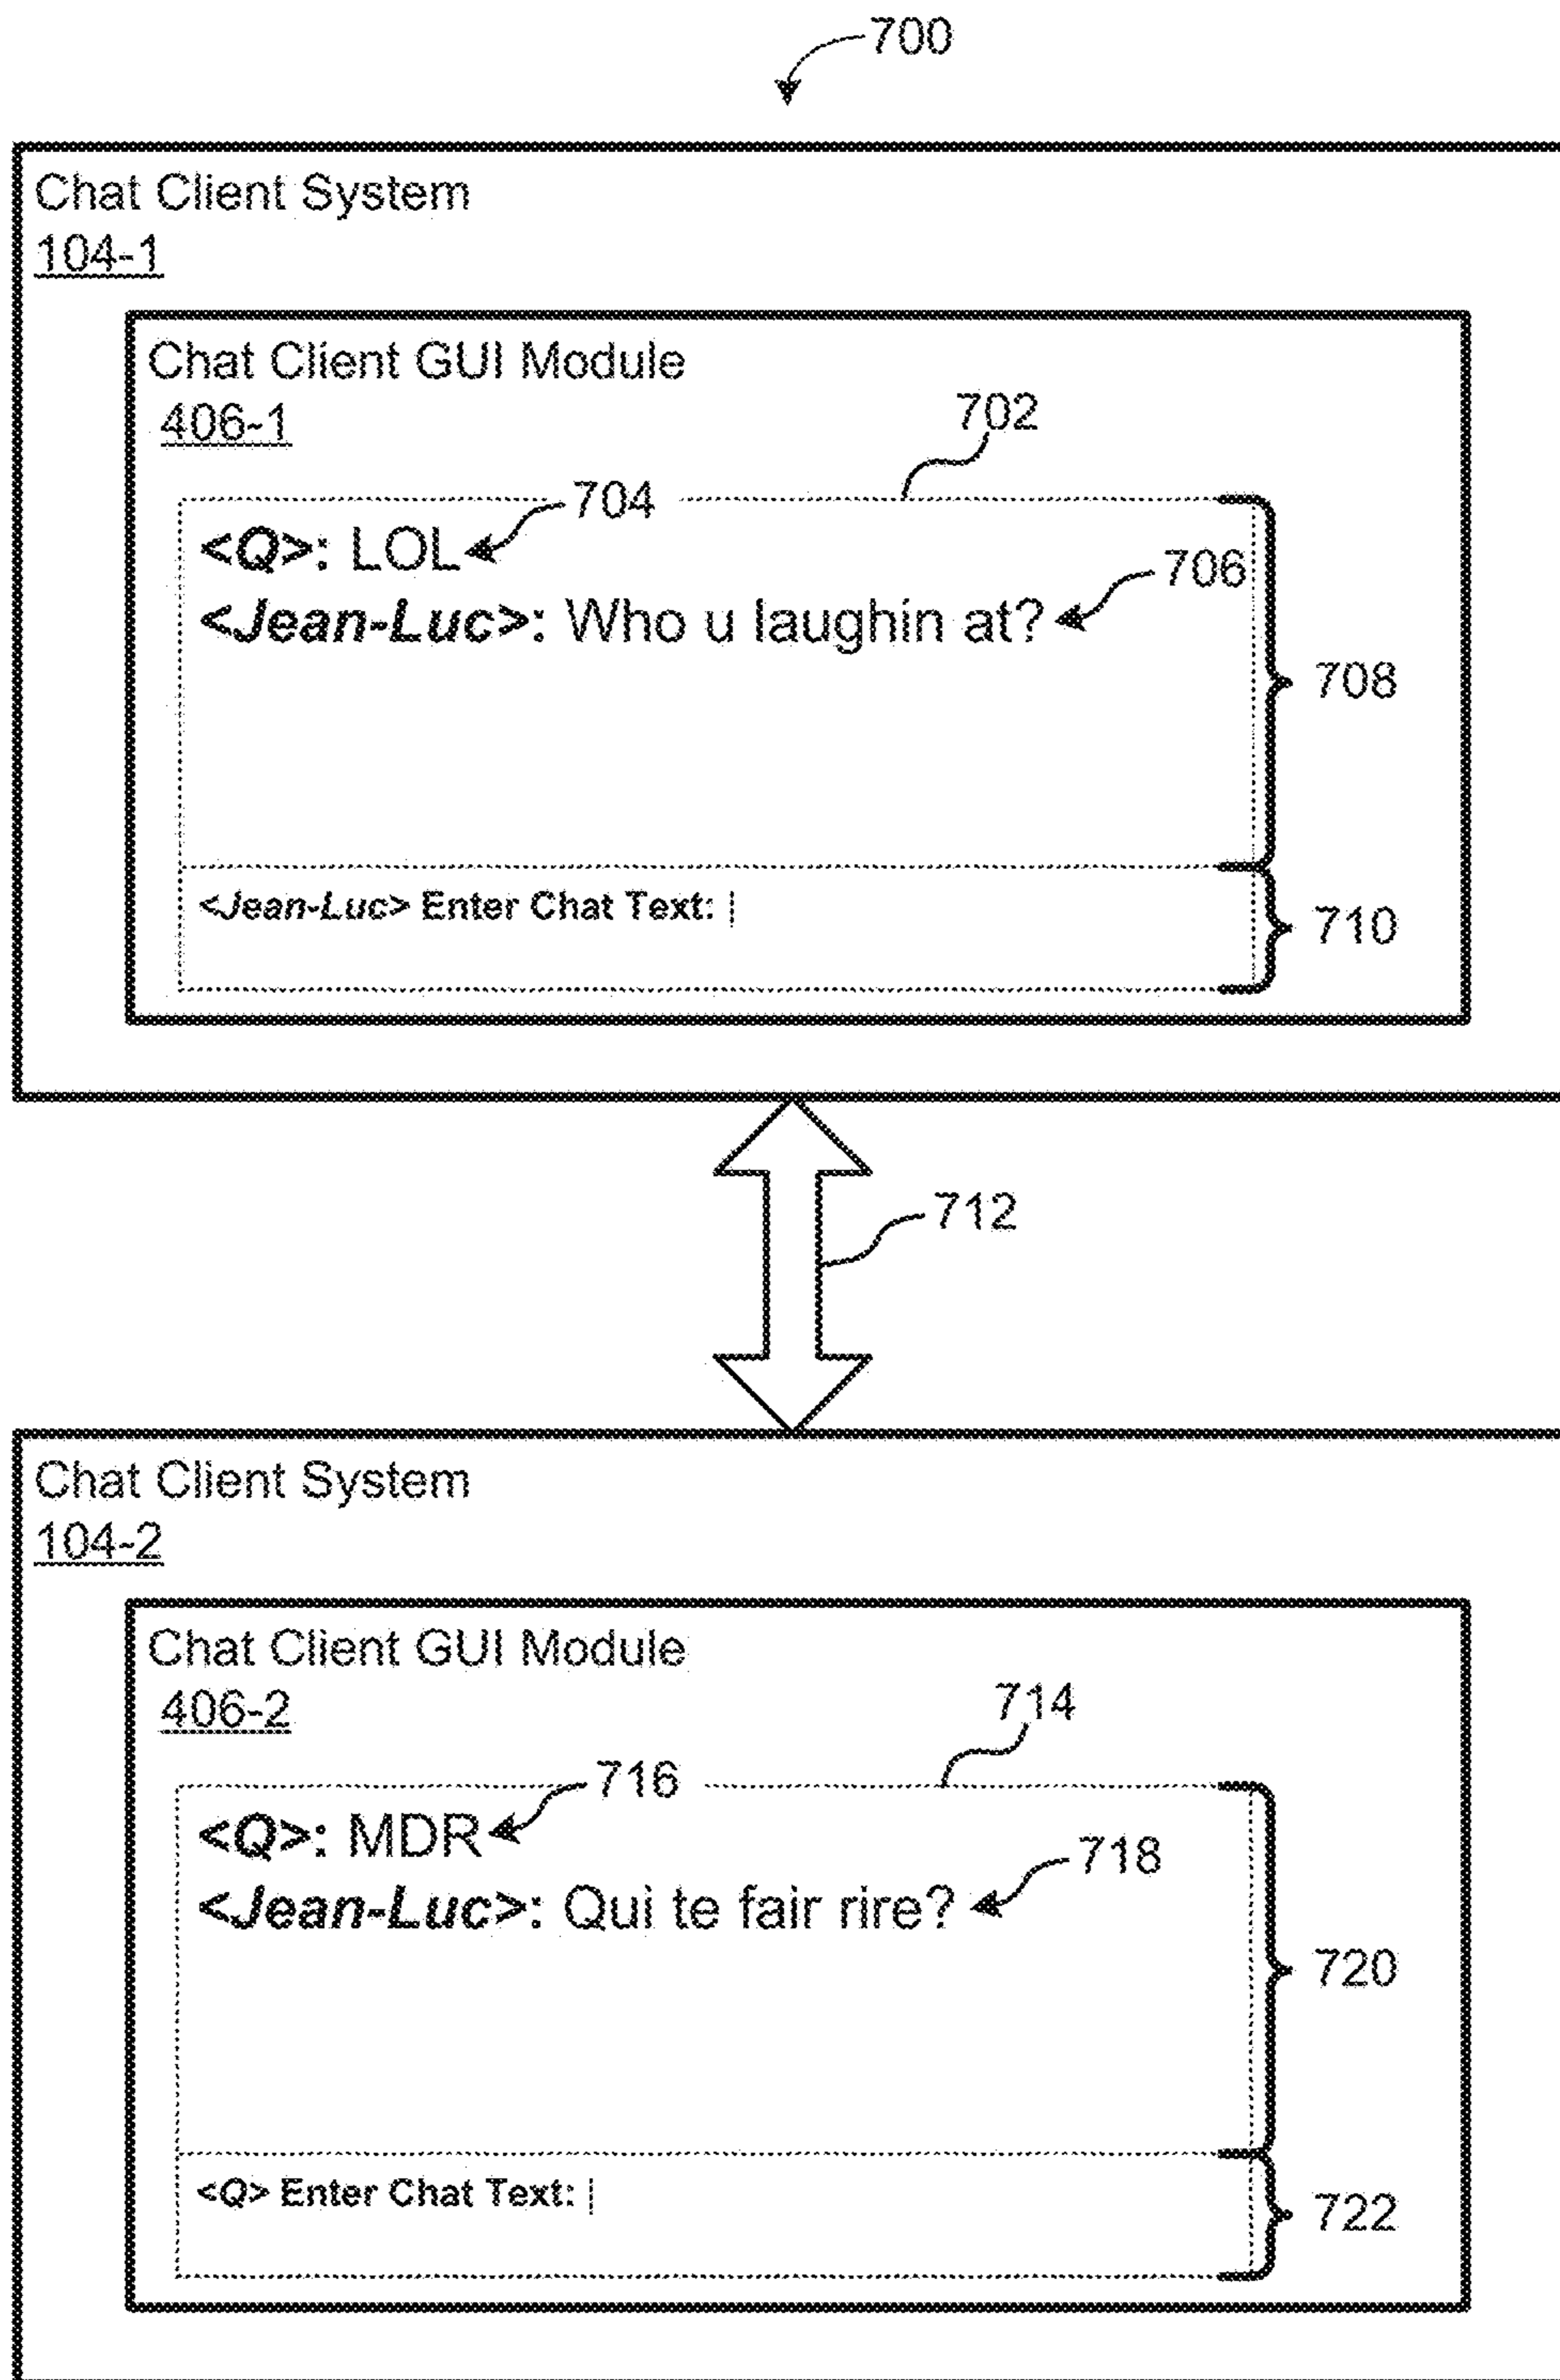 700
Chat Client System
104-1
Chat Client GUI Module
406-1
702
704
<Q>: LOL
706
<Jean-Luc>: Who u laughin at?
708
<Jean-Luc> Enter Chat Text: |
710
712
Chat Client System
104-2
Chat Client GUI Module
406-2
714
716
<Q>: MDR
718
<Jean-Luc>: Qui te fair rire?
720
<Q> Enter Chat Text: |
722